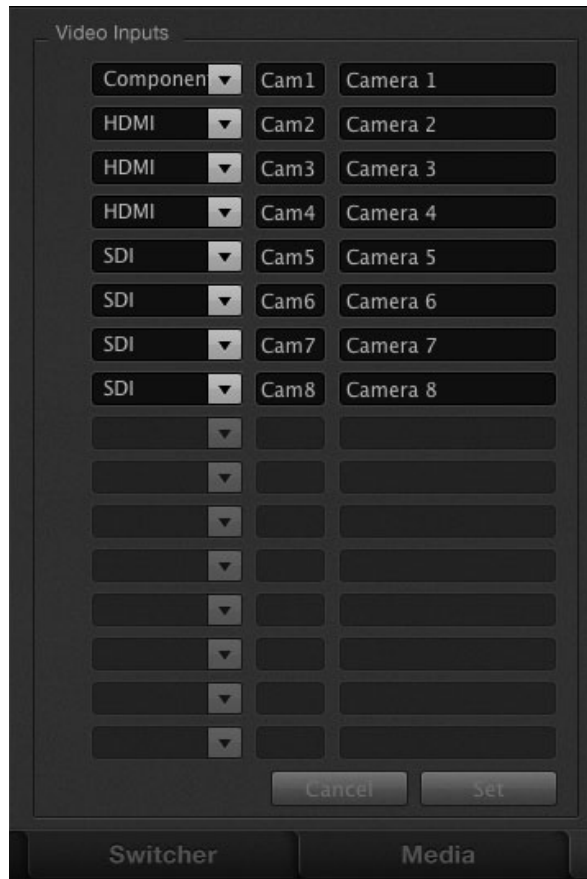 Video Inputs
Componen Cam1 Camera 1
HDMI Cam2 Camera 2
HDMI Cam3 Camera 3
HDMI Cam4 Camera 4
SDI Cam5 Camera 5
SDI Cam6 Camera 6
SDI Cam7 Camera 7
SDI Cam8 Camera 8
Cancel Set
Switcher Media